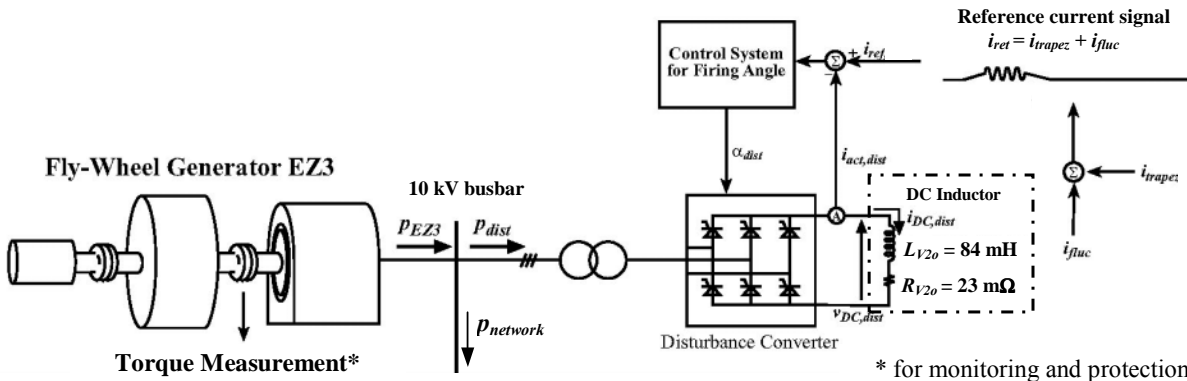 Reference current signal
i_ret = i_trapez + i_fluc
Control System
for Firing Angle
Σ
+
−
i_ref,
α_dist
i_act,dist
Σ
i_trapez
i_fluc
Fly-Wheel Generator EZ3
10 kV busbar
p_EZ3
p_dist
p_network
A
DC Inductor
i_DC,dist
L_V2o = 84 mH
R_V2o = 23 mΩ
v_DC,dist
Disturbance Converter
Torque Measurement*
* for monitoring and protection